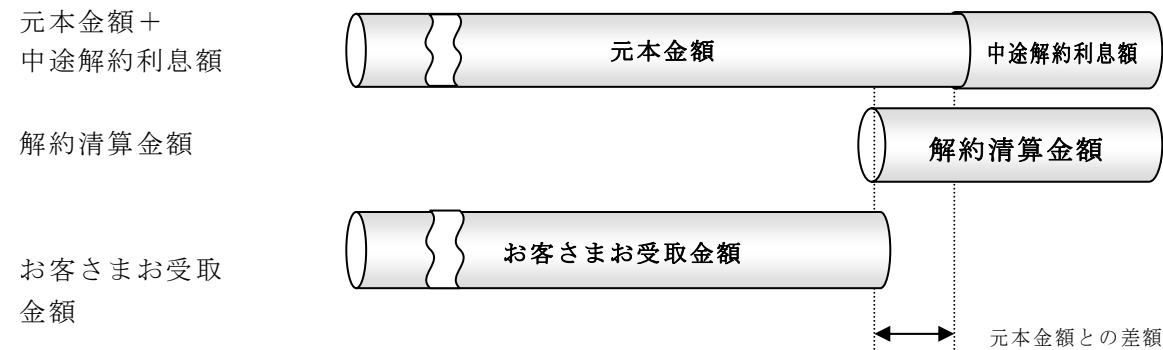 元本金額＋
中途解約利息額
元本金額
中途解約利息額
解約清算金額
解約清算金額
お客さまお受取
金額
お客さまお受取金額
元本金額との差額